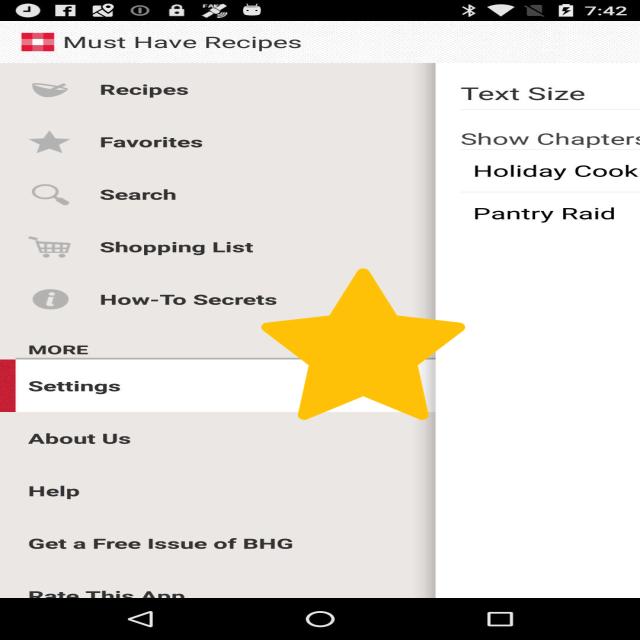 7:42
Must Have Recipes
Recipes
Favorites
Search
Shopping List
How-To Secrets
MORE
Settings
About Us
Help
Get a Free Issue of BHG
Rate This App
Text Size
Show Chapters
Holiday Cook
Pantry Raid